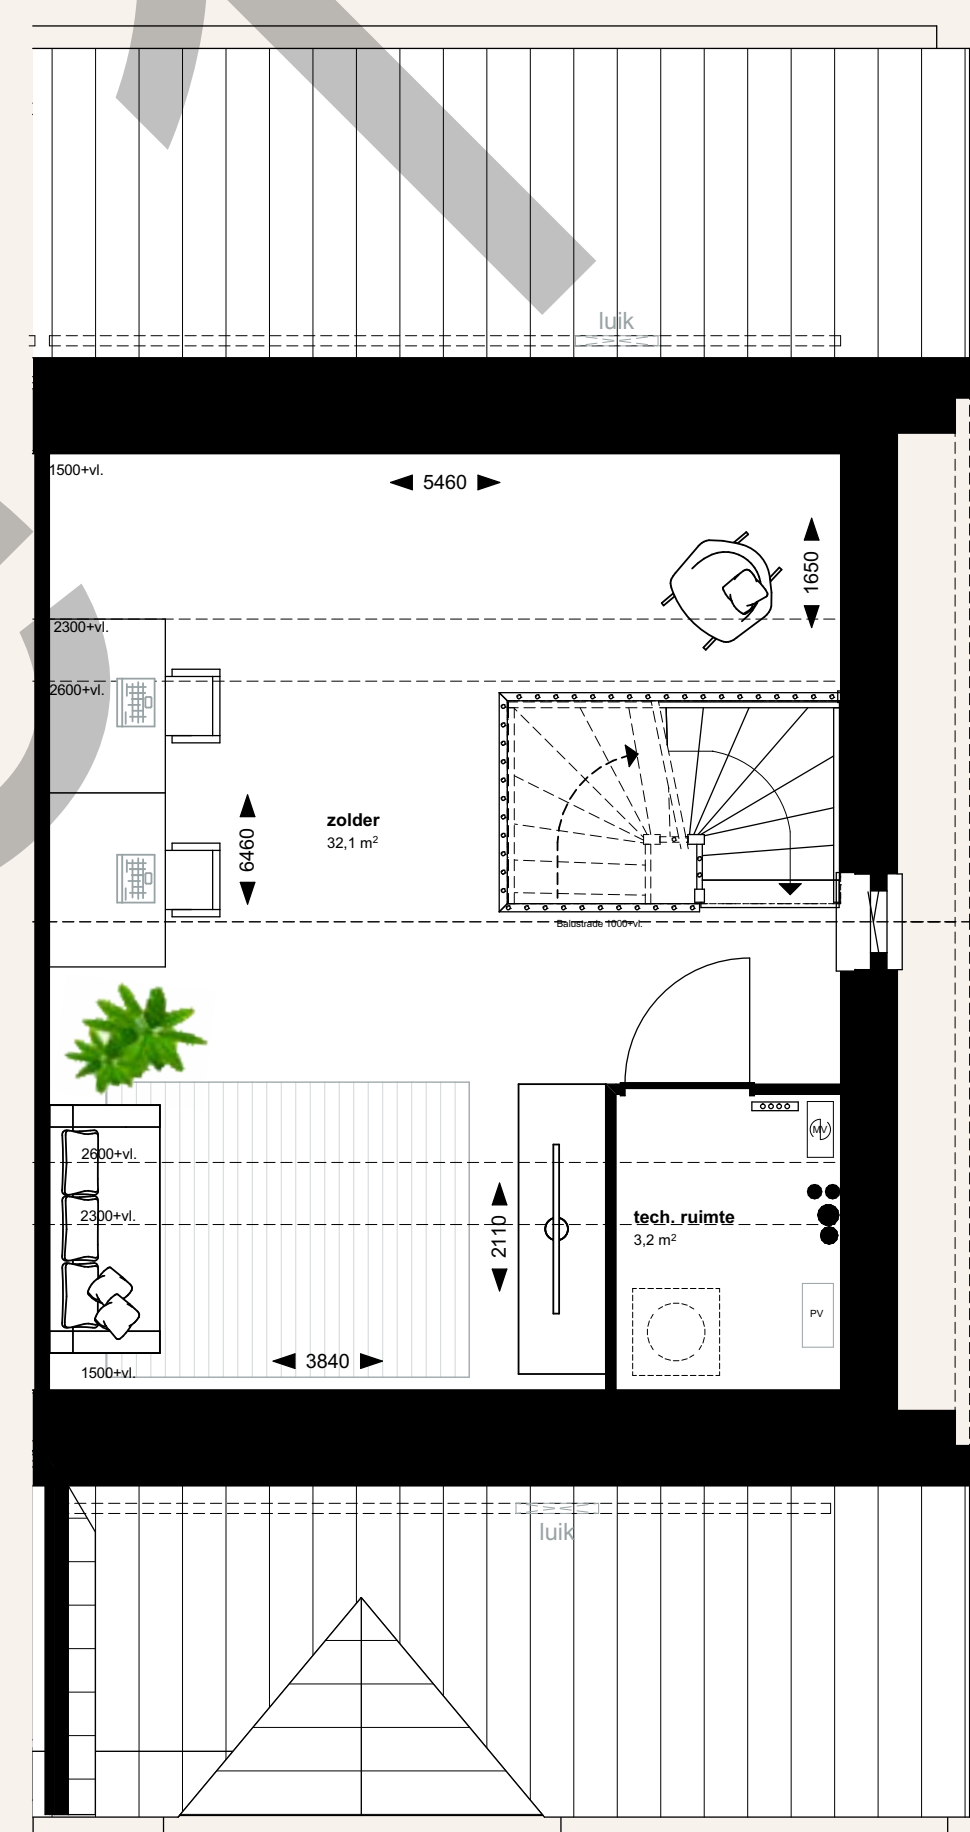 luik
1500+vl.
5460
1650
2300+vl.
2600+vl.
zolder
32,1 m²
6460
Balustrade 1000+vl.
MV
2600+vl.
2300+vl.
2110
tech. ruimte
3,2 m²
PV
3840
1500+vl.
luik